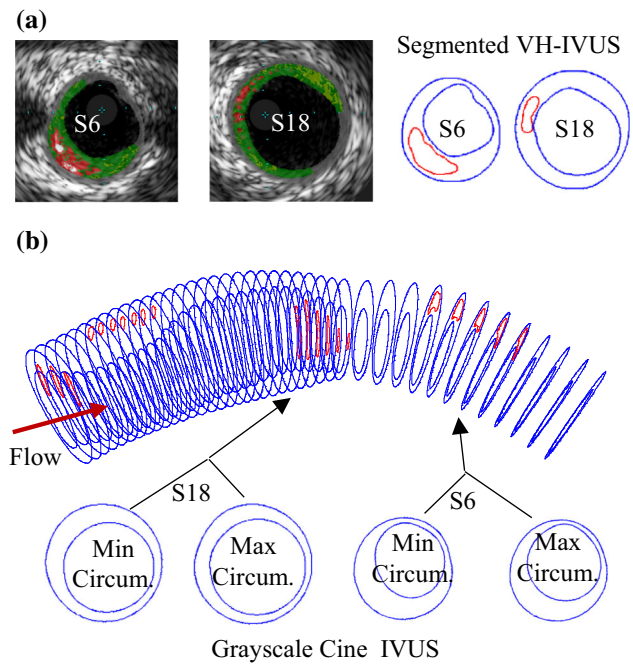 (a)
Segmented VH-IVUS
S6
S18
S6
S18
(b)
Flow
S18
S6
Min
Circum.
Max
Circum.
Min
Circum.
Max
Circum.
Grayscale Cine IVUS